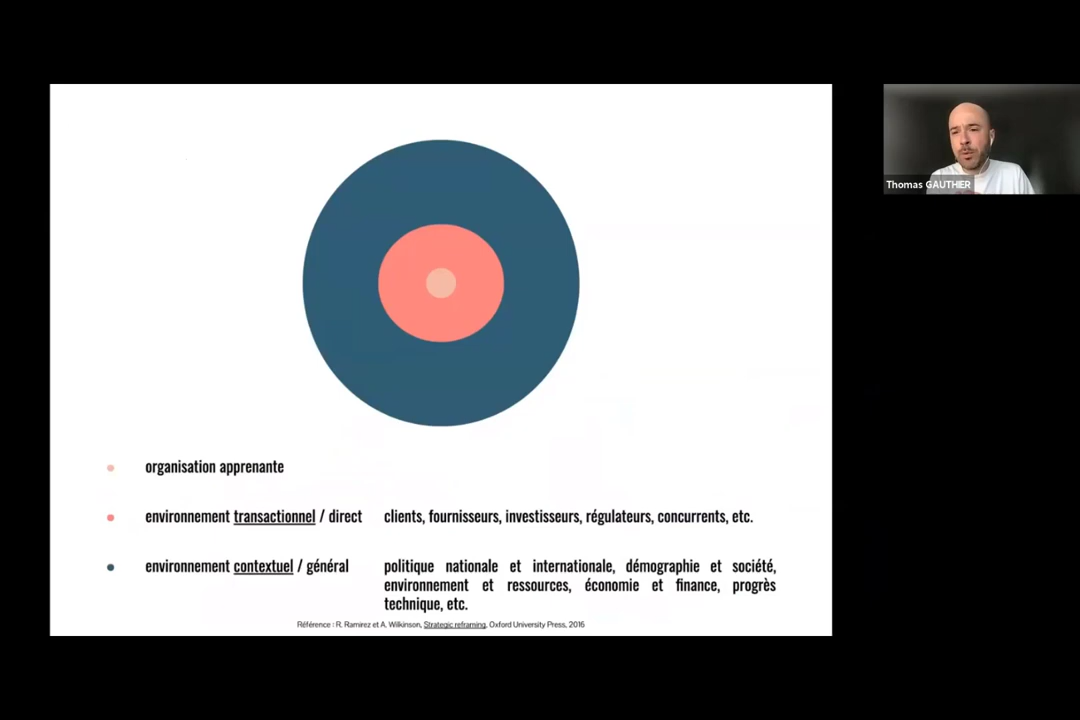 Thomas GAUTHIER
organisation apprenante
environnement transactionnel / direct clients, fournisseurs, investisseurs, régulateurs, concurrents, etc.
environnement contextuel / général politique nationale et internationale, démographie et société,
environnement et ressources, économie et finance, progrès
technique, etc.
Référence : R. Ramirez et A. Wilkinson, Strategic reframing, Oxford University Press, 2016